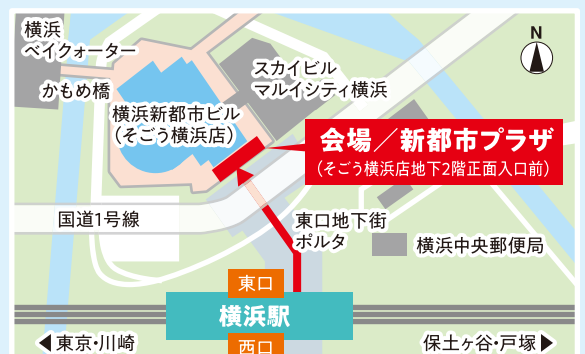 横浜
ベイクォーター
N
かもめ橋
スカイビル
マルイシティ横浜
横浜新都市ビル
（そごう横浜店）
会場／新都市プラザ
（そごう横浜店地下2階正面入口前）
国道1号線
東口地下街
ポルタ
横浜中央郵便局
東口
横浜駅
西口
◀東京・川崎
保土ヶ谷・戸塚▶